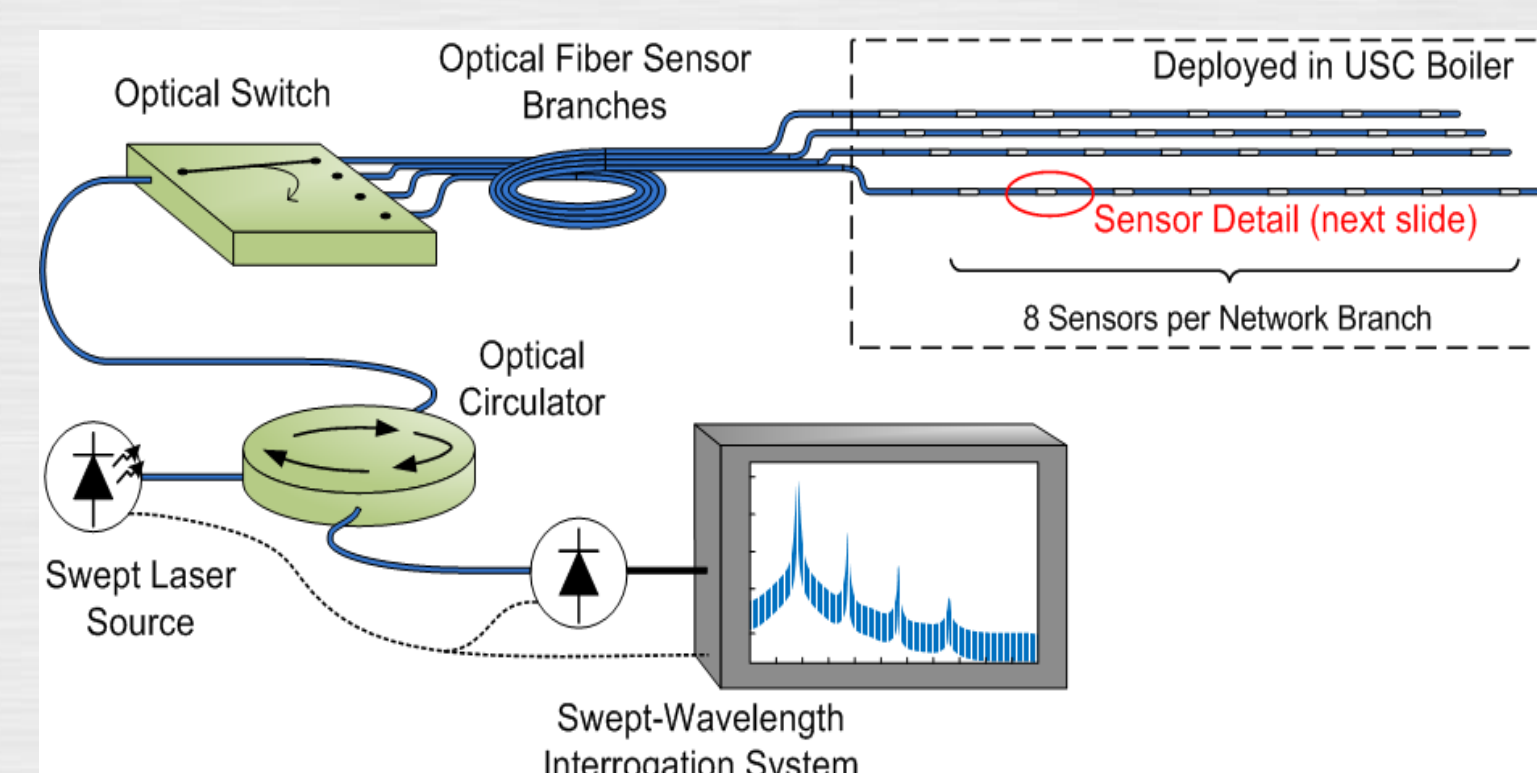 Optical Switch
Optical Fiber Sensor
Branches
Deployed in USC Boiler
Sensor Detail (next slide)
8 Sensors per Network Branch
Optical
Circulator
Swept Laser
Source
Swept-Wavelength
Interrogation System